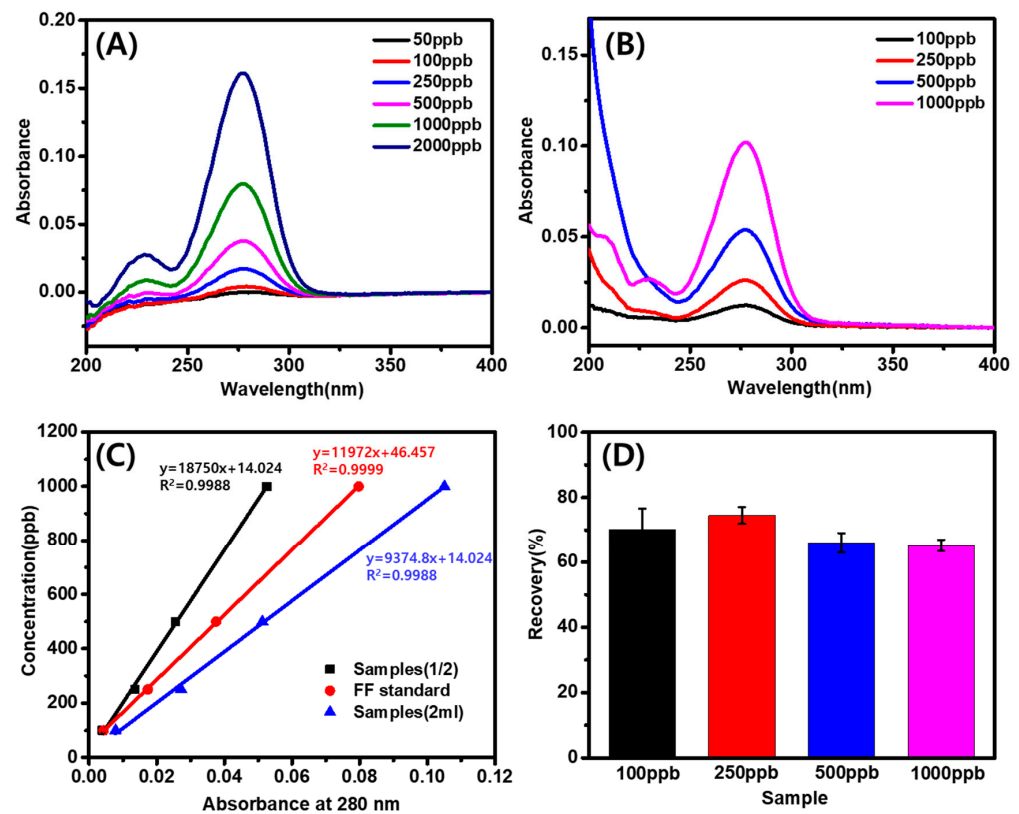 (A)
50ppb
100ppb
250ppb
500ppb
1000ppb
2000ppb
0.20
0.15
0.10
0.05
0.00
Absorbance
200
250
300
350
400
Wavelength(nm)
(B)
100ppb
250ppb
500ppb
1000ppb
0.15
0.10
0.05
0.00
Absorbance
200
250
300
350
400
Wavelength(nm)
(C)
y=18750x+14.024
R²=0.9988
y=11972x+46.457
R²=0.9999
y=9374.8x+14.024
R²=0.9988
Samples(1/2)
FF standard
Samples(2ml)
1200
1000
800
600
400
200
0
Concentration(ppb)
0.00
0.02
0.04
0.06
0.08
0.10
0.12
Absorbance at 280 nm
(D)
100
80
60
40
20
0
Recovery(%)
100ppb
250ppb
500ppb
1000ppb
Sample